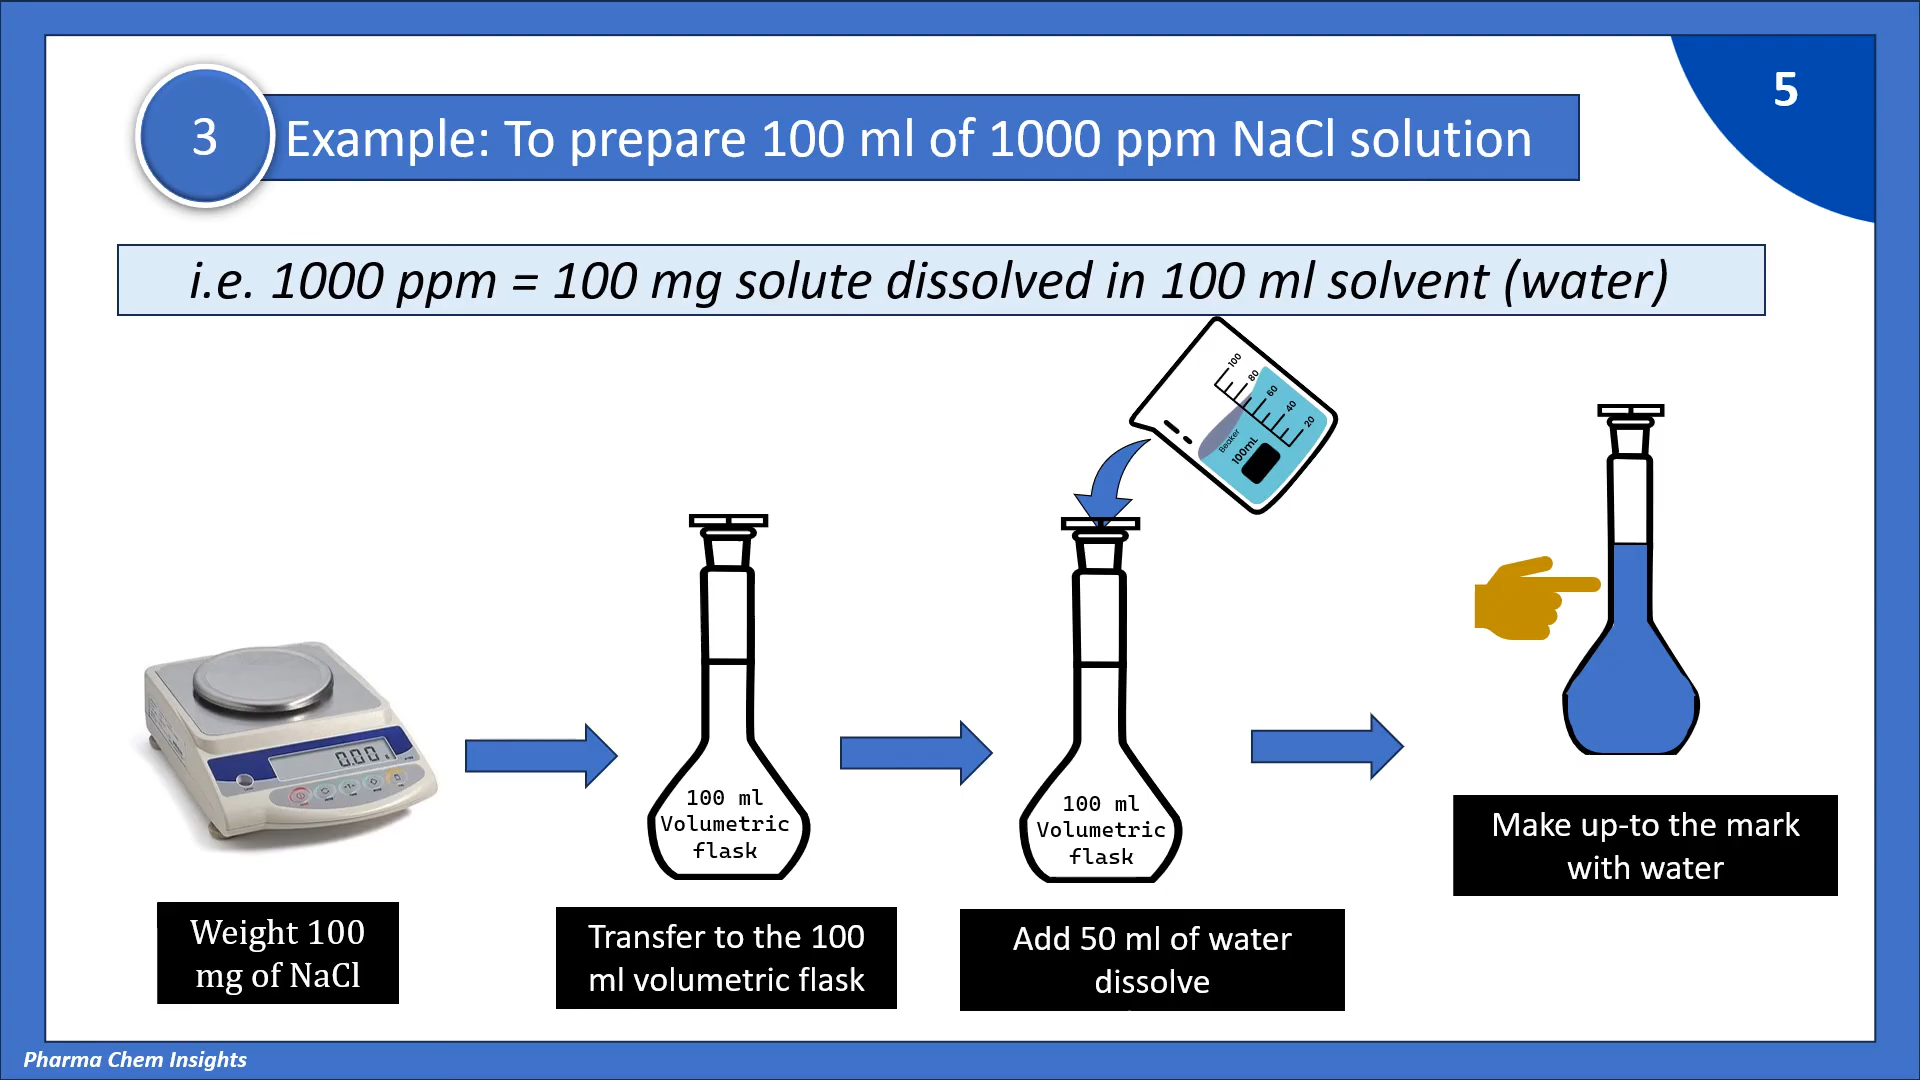 5
3
Example: To prepare 100 ml of 1000 ppm NaCl solution
i.e. 1000 ppm = 100 mg solute dissolved in 100 ml solvent (water)
100
80
60
40
20
Beaker
100mL
0.00
100 ml
Volumetric
flask
100 ml
Volumetric
flask
Weight 100
mg of NaCl
Transfer to the 100
ml volumetric flask
Add 50 ml of water
dissolve
Make up-to the mark
with water
Pharma Chem Insights